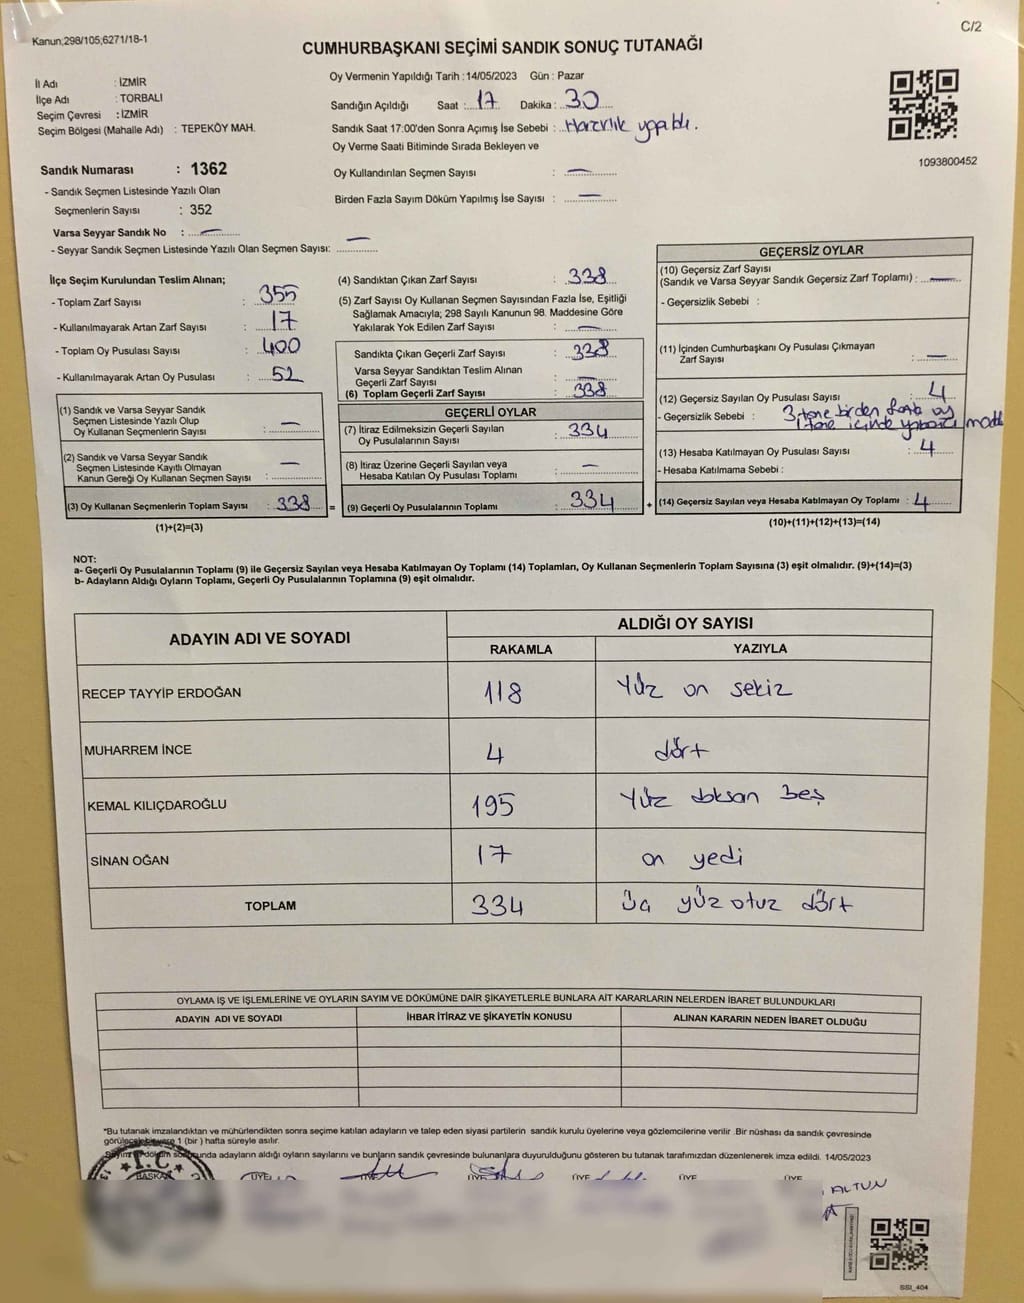 Kanun;298/105;6271/18-1
C/2
CUMHURBAŞKANI SEÇİMİ SANDIK SONUÇ TUTANAĞI
İl Adı : İZMİR
İlçe Adı : TORBALI
Seçim Çevresi : İZMİR
Seçim Bölgesi (Mahalle Adı) : TEPEKÖY MAH.
Sandık Numarası : 1362
- Sandık Seçmen Listesinde Yazılı Olan
Seçmenlerin Sayısı : 352
Varsa Seyyar Sandık No : —
- Seyyar Sandık Seçmen Listesinde Yazılı Olan Seçmen Sayısı: —
Oy Vermenin Yapıldığı Tarih : 14/05/2023 Gün : Pazar
Sandığın Açıldığı Saat : 17 Dakika : 30
Sandık Saat 17:00'den Sonra Açımış İse Sebebi : Hazırlık yapıldı.
Oy Verme Saati Bitiminde Sırada Bekleyen ve
Oy Kullandırılan Seçmen Sayısı : —
Birden Fazla Sayım Döküm Yapılmış İse Sayısı : —
1093800452
İlçe Seçim Kurulundan Teslim Alınan;
- Toplam Zarf Sayısı : 355
- Kullanılmayarak Artan Zarf Sayısı : 17
- Toplam Oy Pusulası Sayısı : 400
- Kullanılmayarak Artan Oy Pusulası : 52
(1) Sandık ve Varsa Seyyar Sandık
Seçmen Listesinde Yazılı Olup
Oy Kullanan Seçmenlerin Sayısı : —
(2) Sandık ve Varsa Seyyar Sandık
Seçmen Listesinde Kayıtlı Olmayan
Kanun Gereği Oy Kullanan Seçmen Sayısı : —
(3) Oy Kullanan Seçmenlerin Toplam Sayısı : 338 =
(1)+(2)=(3)
(4) Sandıktan Çıkan Zarf Sayısı : 338
(5) Zarf Sayısı Oy Kullanan Seçmen Sayısından Fazla İse, Eşitliği
Sağlamak Amacıyla; 298 Sayılı Kanunun 98. Maddesine Göre
Yakılarak Yok Edilen Zarf Sayısı : —
Sandıkta Çıkan Geçerli Zarf Sayısı : 338
Varsa Seyyar Sandıktan Teslim Alınan
Geçerli Zarf Sayısı : —
(6) Toplam Geçerli Zarf Sayısı : 338
GEÇERLİ OYLAR
(7) İtiraz Edilmeksizin Geçerli Sayılan
Oy Pusulalarının Sayısı : 334
(8) İtiraz Üzerine Geçerli Sayılan veya
Hesaba Katılan Oy Pusulası Toplamı : —
(9) Geçerli Oy Pusulalarının Toplamı : 334 +
GEÇERSİZ OYLAR
(10) Geçersiz Zarf Sayısı
(Sandık ve Varsa Seyyar Sandık Geçersiz Zarf Toplamı) : —
- Geçersizlik Sebebi :
(11) İçinden Cumhurbaşkanı Oy Pusulası Çıkmayan
Zarf Sayısı : —
(12) Geçersiz Sayılan Oy Pusulası Sayısı : 4
- Geçersizlik Sebebi : 3 tane birden fazla oy
1 tane içinde yabancı madde
(13) Hesaba Katılmayan Oy Pusulası Sayısı : 4
- Hesaba Katılmama Sebebi :
(14) Geçersiz Sayılan veya Hesaba Katılmayan Oy Toplamı : 4
(10)+(11)+(12)+(13)=(14)
NOT:
a- Geçerli Oy Pusulalarının Toplamı (9) ile Geçersiz Sayılan veya Hesaba Katılmayan Oy Toplamı (14) Toplamları, Oy Kullanan Seçmenlerin Toplam Sayısına (3) eşit olmalıdır. (9)+(14)=(3)
b- Adayların Aldığı Oyların Toplamı, Geçerli Oy Pusulalarının Toplamına (9) eşit olmalıdır.
ADAYIN ADI VE SOYADI ALDIĞI OY SAYISI
RAKAMLA YAZIYLA
RECEP TAYYİP ERDOĞAN 118 Yüz on sekiz
MUHARREM İNCE 4 dört
KEMAL KILIÇDAROĞLU 195 Yüz doksan beş
SİNAN OĞAN 17 on yedi
TOPLAM 334 üç yüz otuz dört
OYLAMA İŞ VE İŞLEMLERİNE VE OYLARIN SAYIM VE DÖKÜMÜNE DAİR ŞİKAYETLERLE BUNLARA AİT KARARLARIN NELERDEN İBARET BULUNDUKLARI
ADAYIN ADI VE SOYADI İHBAR İTİRAZ VE ŞİKAYETİN KONUSU ALINAN KARARIN NEDEN İBARET OLDUĞU
*Bu tutanak imzalandıktan ve mühürlendikten sonra seçime katılan adayların ve talep eden siyasi partilerin sandık kurulu üyelerine veya gözlemcilerine verilir .Bir nüshası da sandık çevresinde
görülecek bir yere 1 (bir ) hafta süreyle asılır.
Sayım ve döküm sonucunda adayların aldığı oyların sayılarını ve bunların sandık çevresinde bulunanlara duyurulduğunu gösteren bu tutanak tarafımızdan düzenlenerek imza edildi. 14/05/2023
T.C
BAŞKAN ÜYE ÜYE ÜYE ÜYE ÜYE ÜYE
ALTUN
SSİ_404